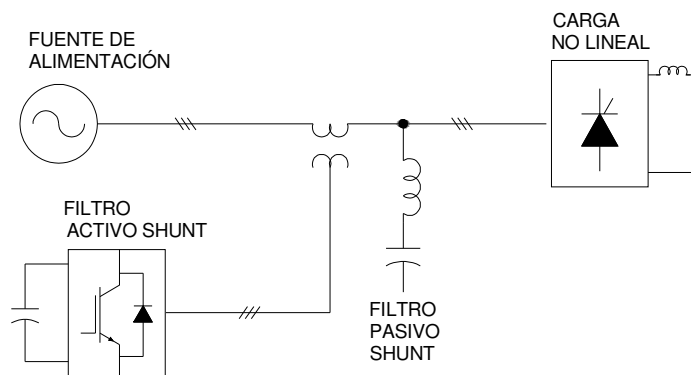 FUENTE DE
ALIMENTACIÓN
CARGA
NO LINEAL
FILTRO
ACTIVO SHUNT
FILTRO
PASIVO
SHUNT